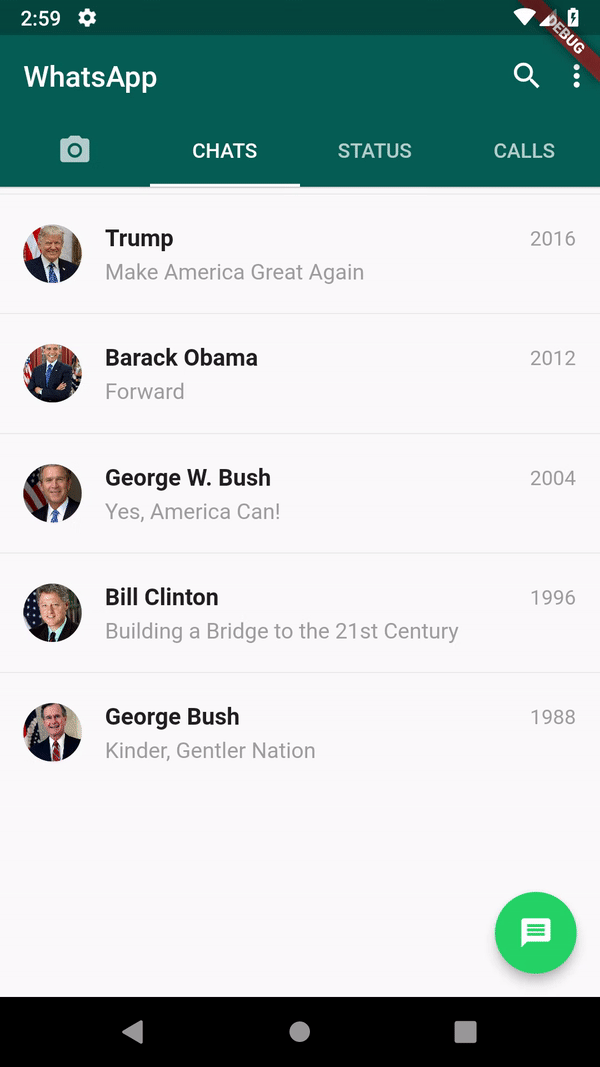 2:59
DEBUG
WhatsApp
CHATS STATUS CALLS
Trump 2016
Make America Great Again
Barack Obama 2012
Forward
George W. Bush 2004
Yes, America Can!
Bill Clinton 1996
Building a Bridge to the 21st Century
George Bush 1988
Kinder, Gentler Nation